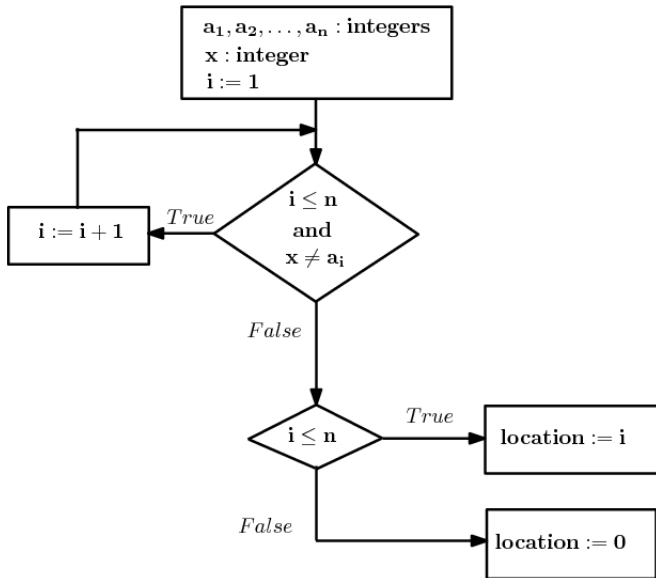 a₁, a₂, . . . , aₙ : integers
x : integer
i := 1
True
i := i + 1
i ≤ n
and
x ≠ aᵢ
False
i ≤ n
True
location := i
False
location := 0